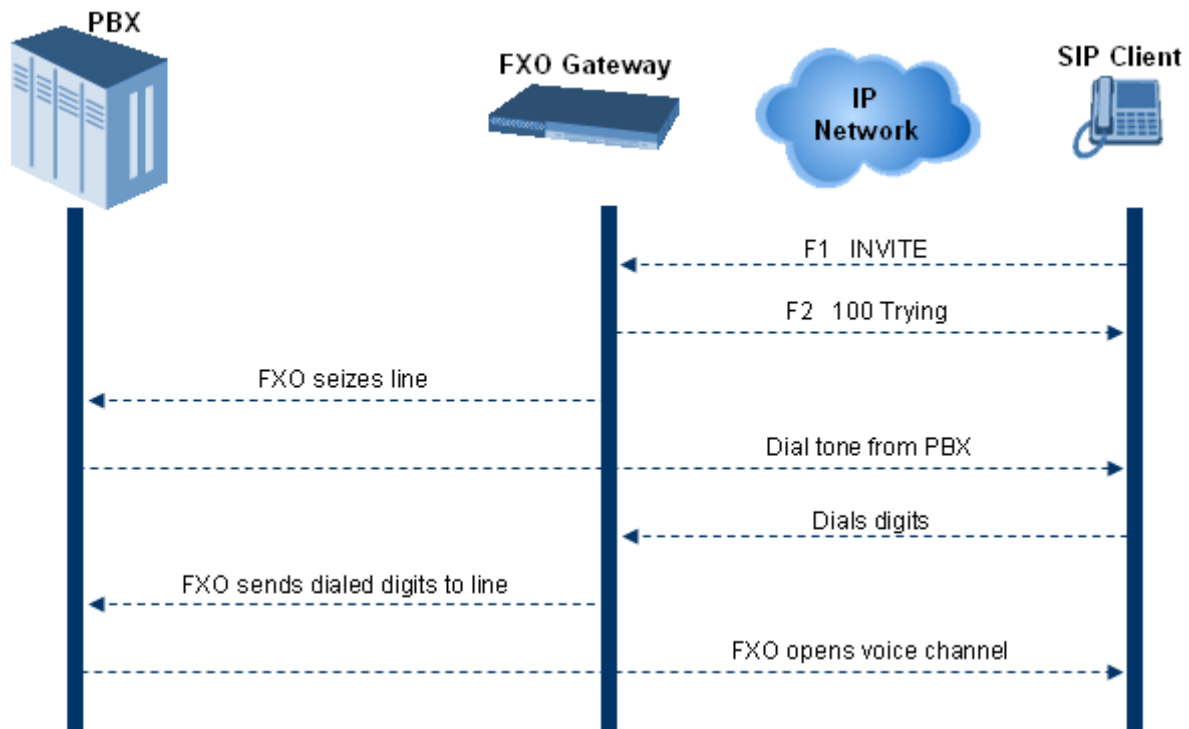 PBX
FXO Gateway
IP
Network
SIP Client
F1 INVITE
F2 100 Trying
FXO seizes line
Dial tone from PBX
Dials digits
FXO sends dialed digits to line
FXO opens voice channel